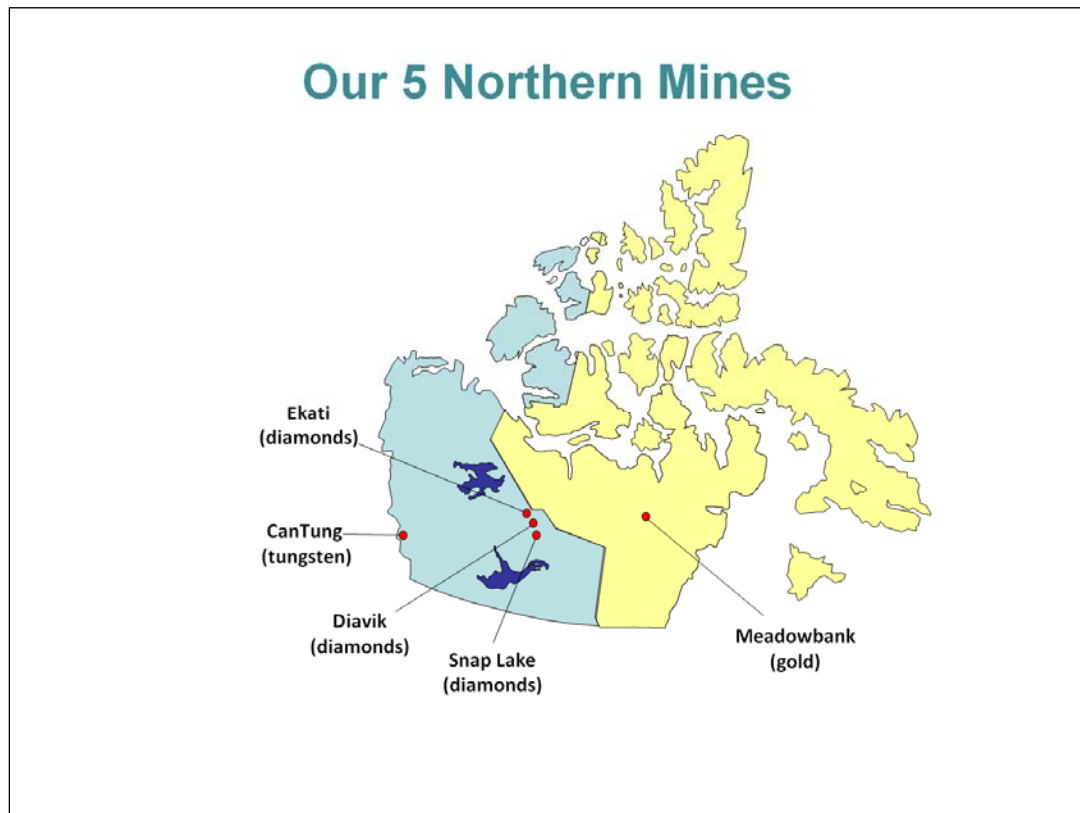 Our 5 Northern Mines
Ekati
(diamonds)
CanTung
(tungsten)
Diavik
(diamonds)
Snap Lake
(diamonds)
Meadowbank
(gold)